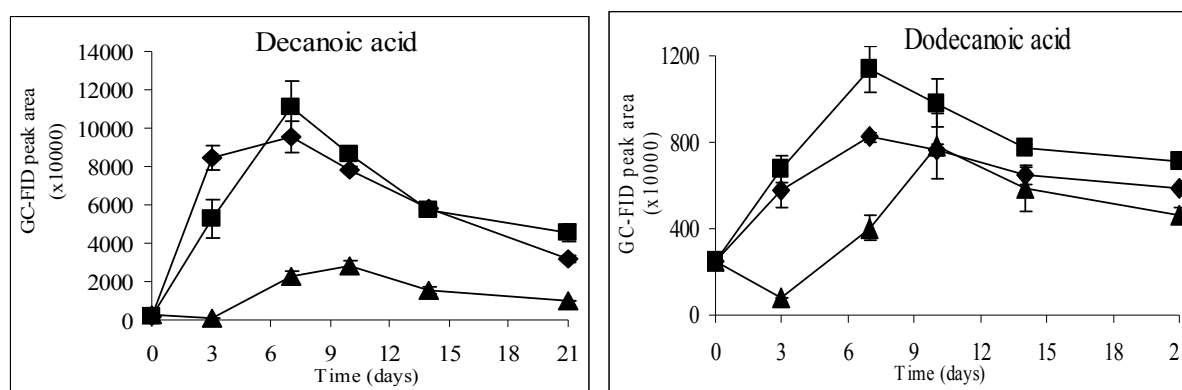 Decanoic acid
GC-FID peak area
(x10000)
14000
12000
10000
8000
6000
4000
2000
0
0 3 6 9 12 15 18 21
Time (days)
Dodecanoic acid
GC-FID peak area
(x10000)
1200
800
400
0
0 3 6 9 12 15 18 2
Time (days)